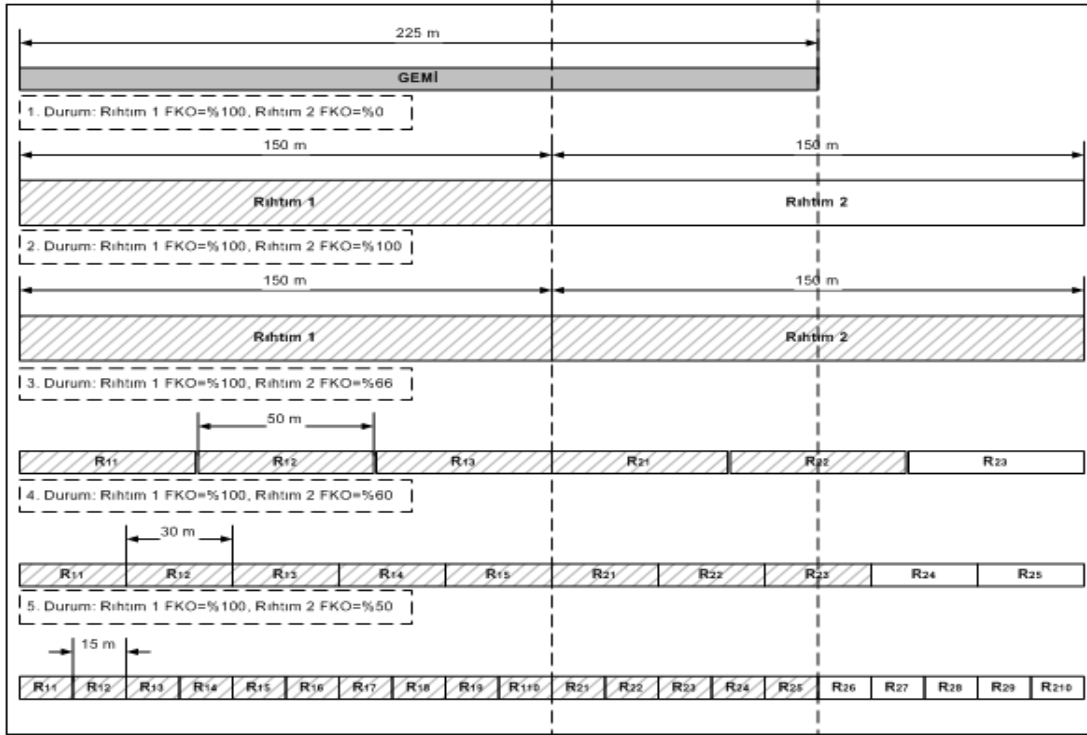 225 m
GEMİ
1. Durum: Rıhtım 1 FKO=%100, Rıhtım 2 FKO=%0
150 m 150 m
Rıhtım 1 Rıhtım 2
2. Durum: Rıhtım 1 FKO=%100, Rıhtım 2 FKO=%100
150 m 150 m
Rıhtım 1 Rıhtım 2
3. Durum: Rıhtım 1 FKO=%100, Rıhtım 2 FKO=%66
50 m
R11 R12 R13 R21 R22 R23
4. Durum: Rıhtım 1 FKO=%100, Rıhtım 2 FKO=%60
30 m
R11 R12 R13 R14 R15 R21 R22 R23 R24 R25
5. Durum: Rıhtım 1 FKO=%100, Rıhtım 2 FKO=%50
15 m
R11 R12 R13 R14 R15 R16 R17 R18 R19 R110 R21 R22 R23 R24 R25 R26 R27 R28 R29 R210